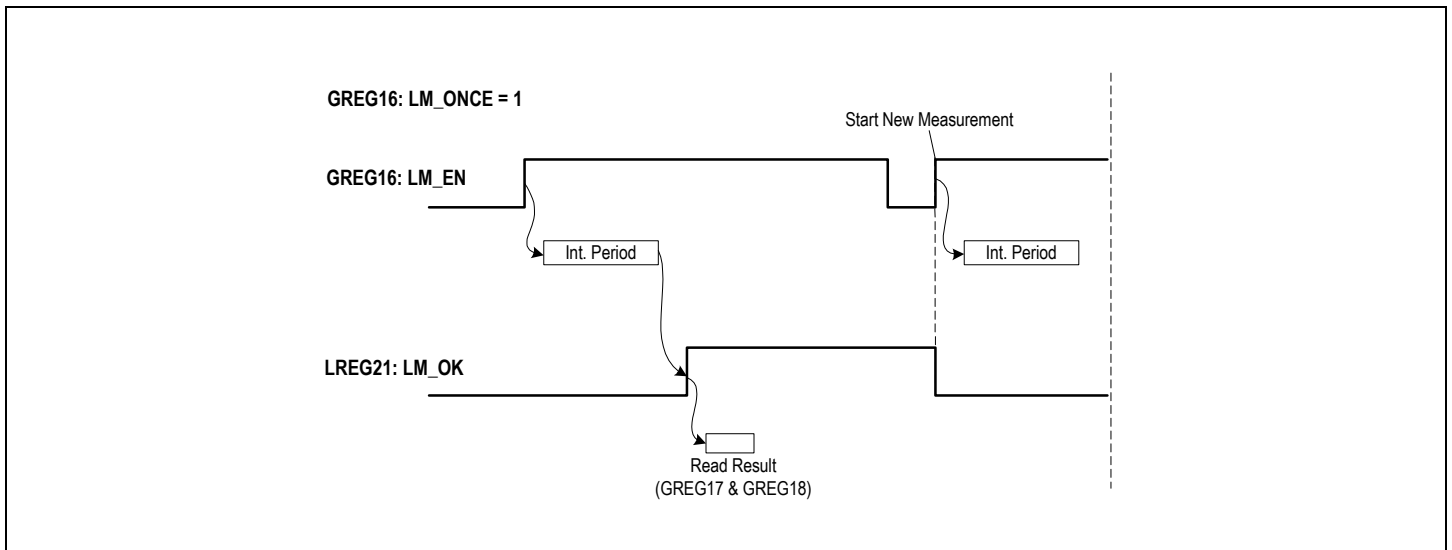 GREG16: LM_ONCE = 1
Start New Measurement
GREG16: LM_EN
Int. Period
Int. Period
LREG21: LM_OK
Read Result
(GREG17 & GREG18)